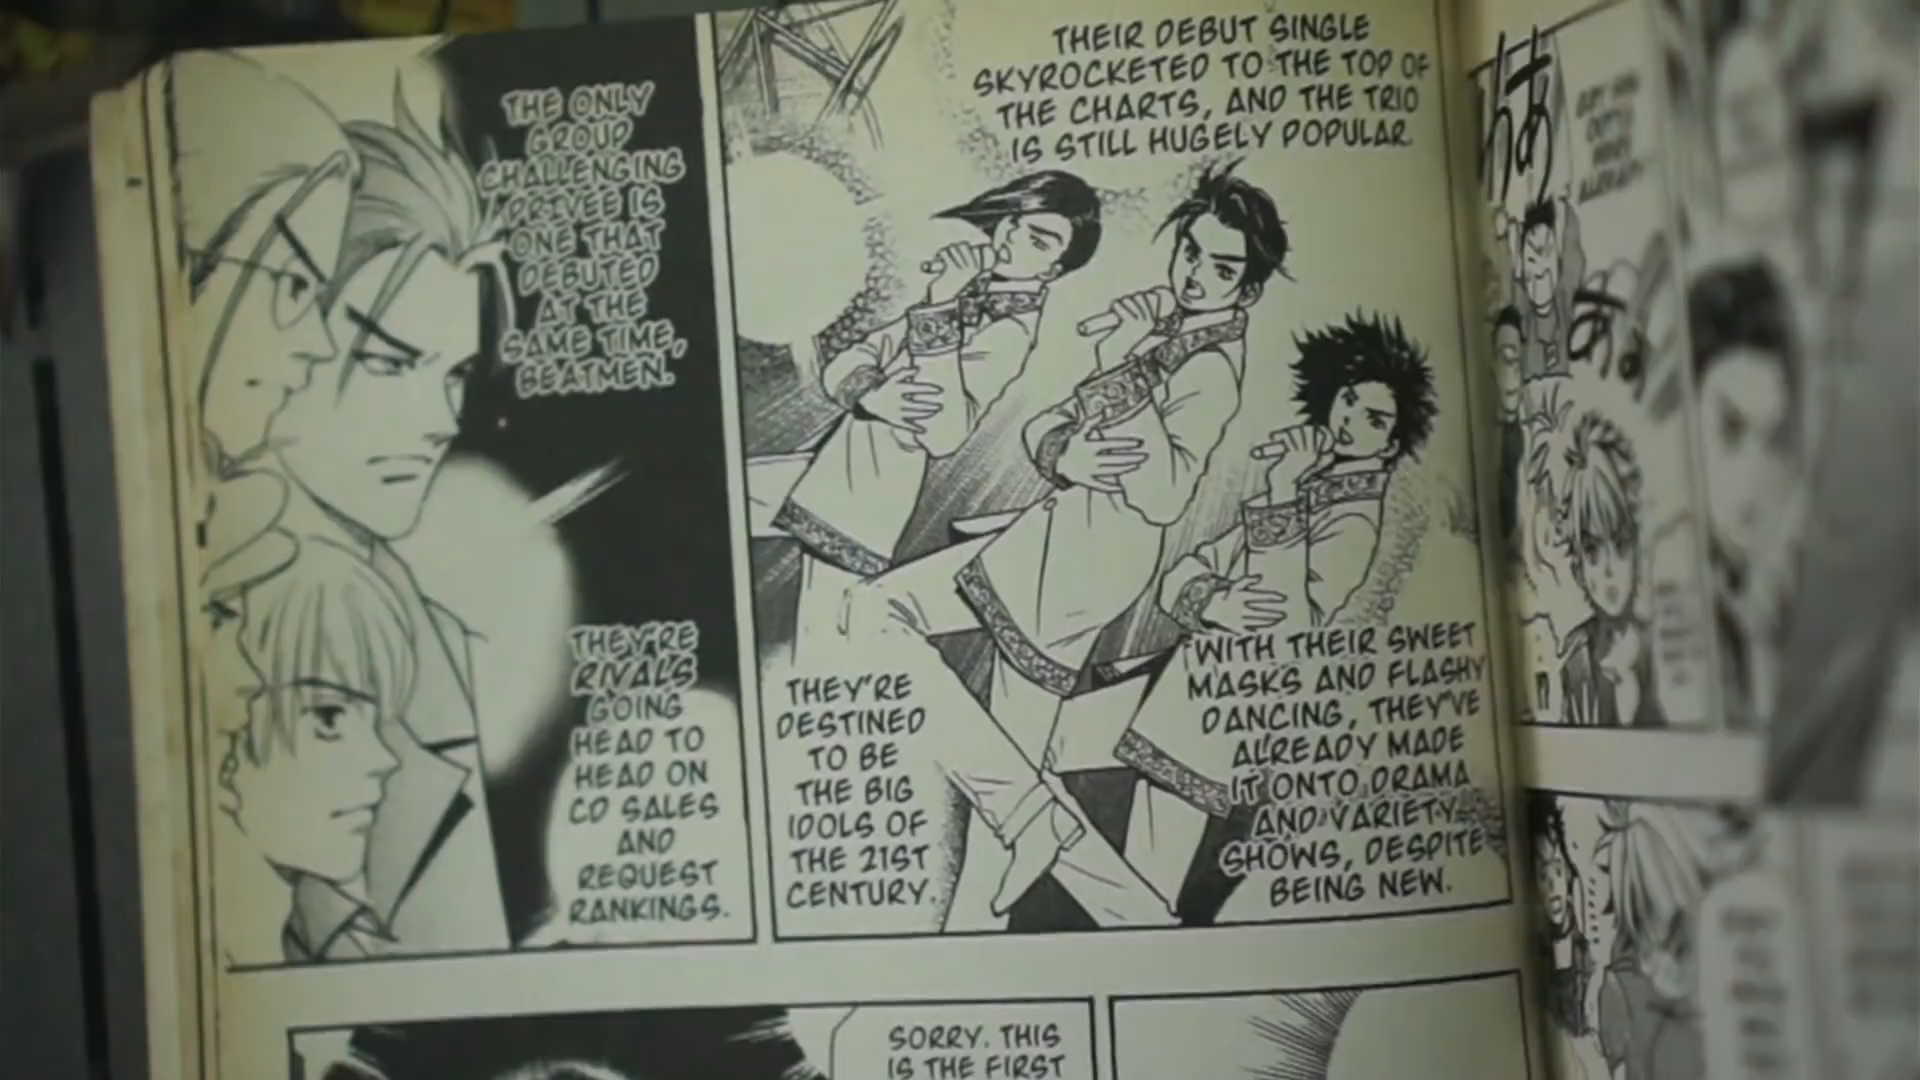 THEIR DEBUT SINGLE
SKYROCKETED TO THE TOP OF
THE CHARTS, AND THE TRIO
IS STILL HUGELY POPULAR.
WITH THEIR SWEET
MASKS AND FLASHY
DANCING, THEY'VE
ALREADY MADE
IT ONTO DRAMA
AND VARIETY
SHOWS, DESPITE
BEING NEW.
THEY'RE
DESTINED
TO BE
THE BIG
IDOLS OF
THE 21ST
CENTURY.
THE ONLY
GROUP
CHALLENGING
PRIVEE IS
ONE THAT
DEBUTED
AT THE
SAME TIME,
BEATMEN.
THEY'RE
RIVALS
GOING
HEAD TO
HEAD ON
CD SALES
AND
REQUEST
RANKINGS.
SORRY. THIS
IS THE FIRST